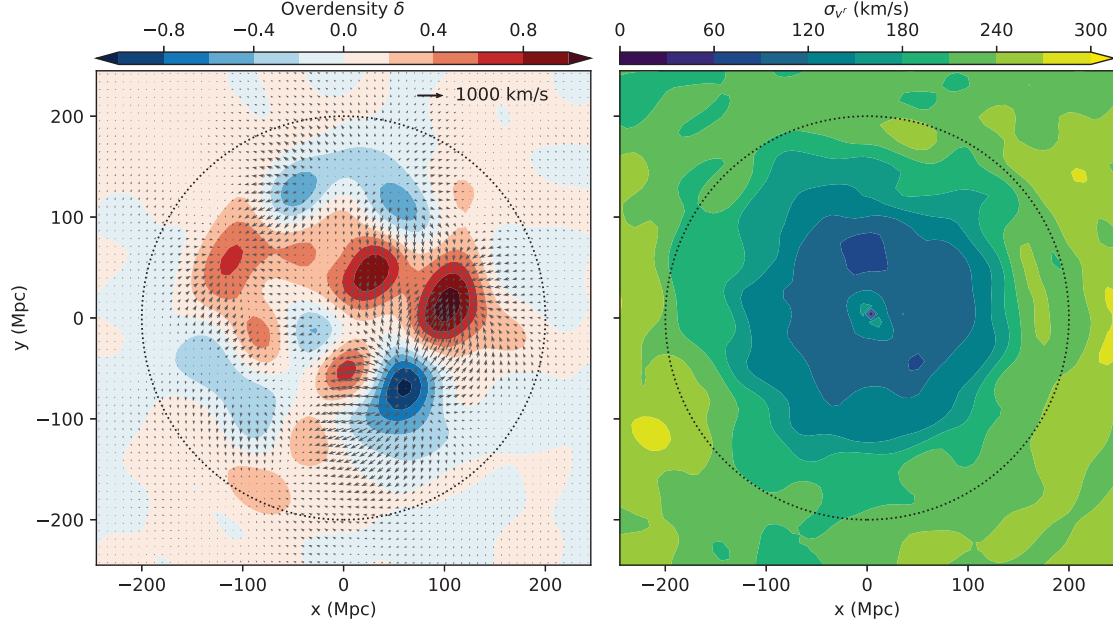 Overdensity δ
−0.8 −0.4 0.0 0.4 0.8
1000 km/s
200
100
0
−100
−200
y (Mpc)
−200 −100 0 100 200
x (Mpc)
σ_{v^r} (km/s)
0 60 120 180 240 300
−200 −100 0 100 200
x (Mpc)